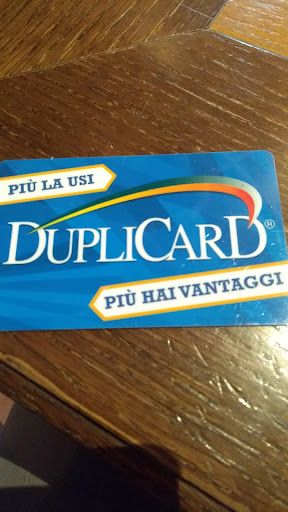 PIÙ LA USI
DUPLICARD®
PIÙ HAI VANTAGGI